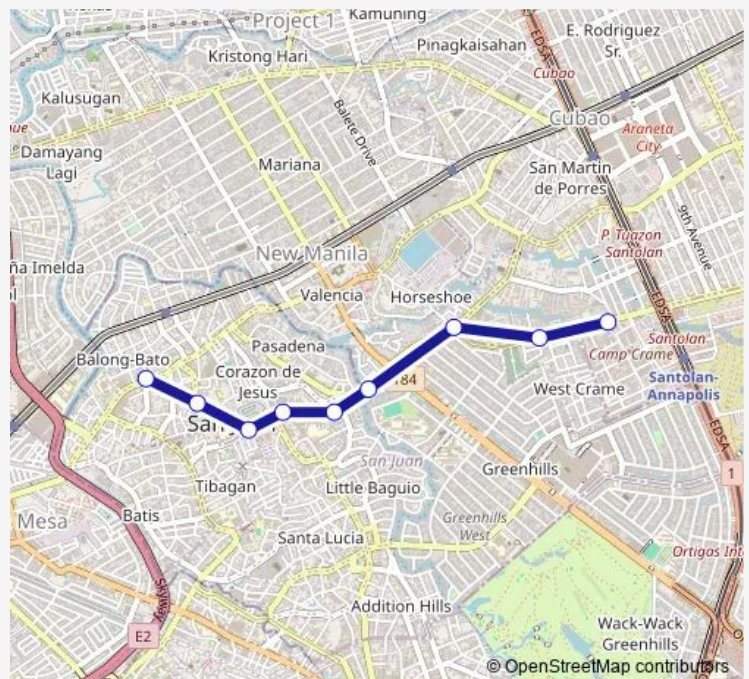 Project 1
Kamuning
Kristong Hari
Pinagkaisahan
EDSA
E. Rodriguez
Sr.
Cubao
Kalusugan
Balete Drive
Cubao
Araneta
City
Damayang
Lagi
Mariana
San Martin
de Porres
9th Avenue
P. Tuazon
Santolan
New Manila
ña Imelda
Valencia
Horseshoe
EDSA
Pasadena
Balong-Bato
Corazon de
Jesus
184
Santolan
Camp Crame
West Crame
Santolan-
Annapolis
San
EDSA
San Juan
Greenhills
1
Tibagan
Little Baguio
Mesa
Batis
Santa Lucia
Greenhills
West
Ortigas Int
Skyway
Addition Hills
E2
Wack-Wack
Greenhills
© OpenStreetMap contributors